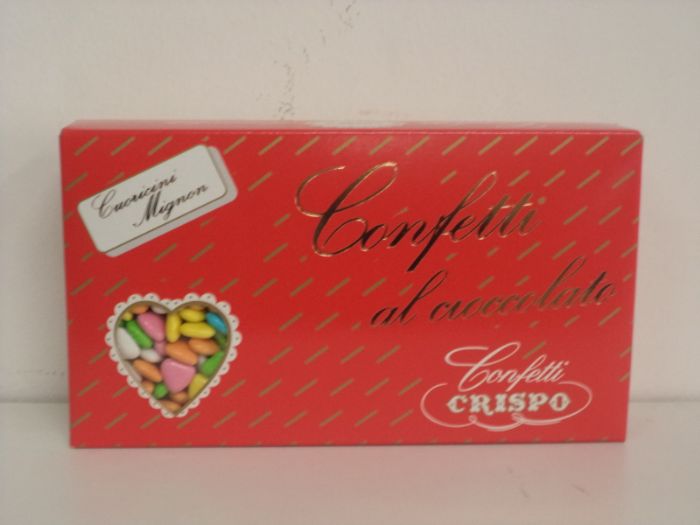 Cuoricini
Mignon
Confetti
al cioccolato
Confetti
CRISPO